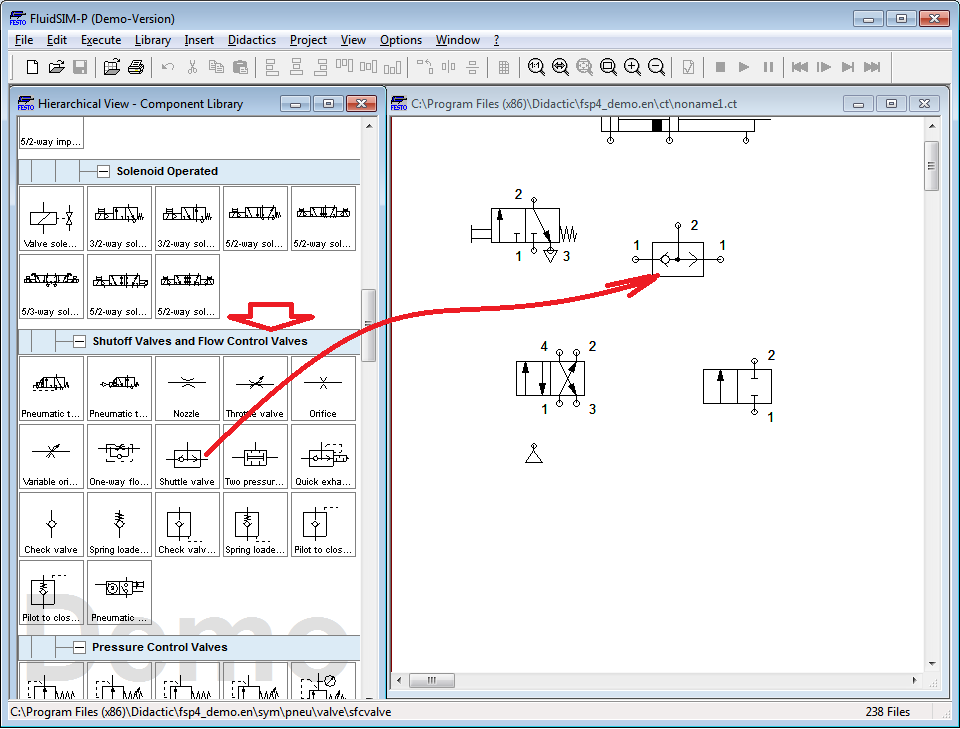 FESTO FluidSIM-P (Demo-Version)
File Edit Execute Library Insert Didactics Project View Options Window ?
1:1
FESTO Hierarchical View - Component Library
FESTO C:\Program Files (x86)\Didactic\fsp4_demo.en\ct\noname1.ct
5/2-way imp...
Solenoid Operated
Valve sole... 3/2-way sol... 3/2-way sol... 5/2-way sol... 5/2-way sol...
5/3-way sol... 5/2-way sol... 5/2-way sol...
Shutoff Valves and Flow Control Valves
Pneumatic t... Pneumatic t... Nozzle Throttle valve Orifice
Variable ori... One-way flo... Shuttle valve Two pressur... Quick exha...
Check valve Spring loade... Check valv... Spring loade... Pilot to clos...
Pilot to clos... Pneumatic ...
Demo
Pressure Control Valves
2
1 3
2
1 1
4 2
1 3
2
1
C:\Program Files (x86)\Didactic\fsp4_demo.en\sym\pneu\valve\sfcvalve 238 Files